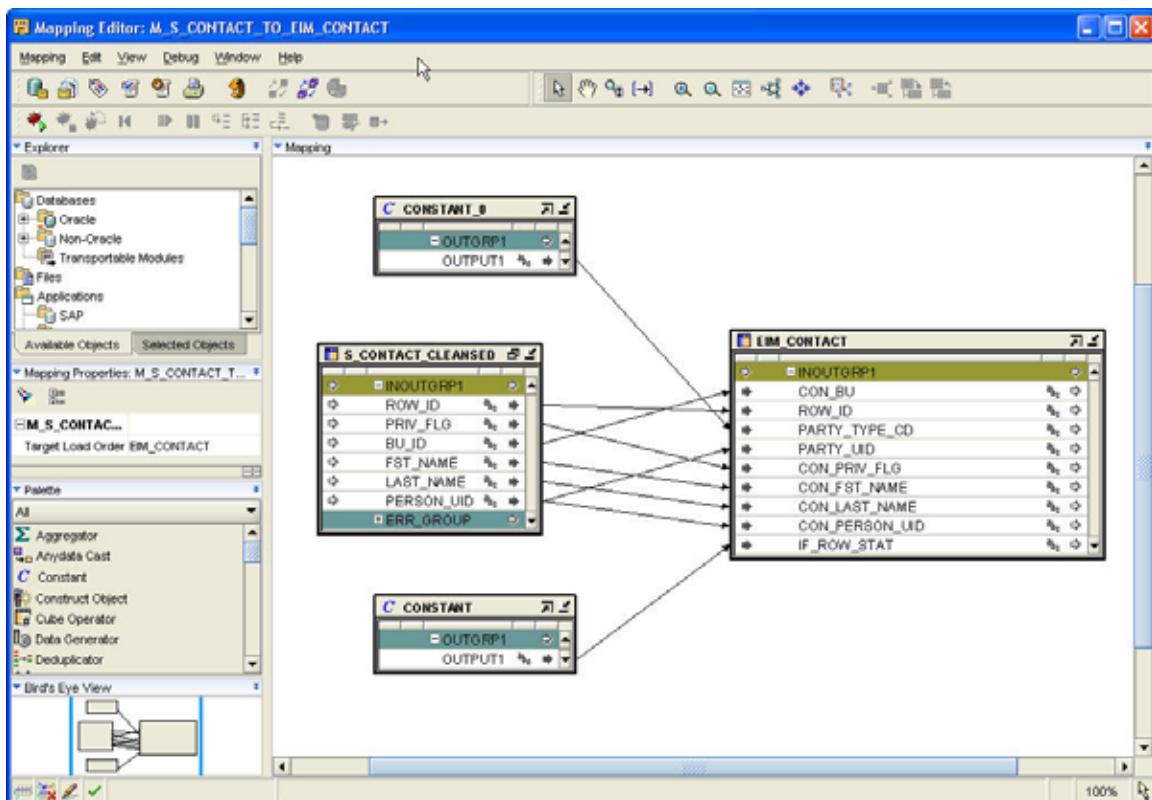 Mapping Editor: M_S_CONTACT_TO_EIM_CONTACT
Mapping Edit View Debug Window Help
Explorer
Databases
Oracle
Non-Oracle
Transportable Modules
Files
Applications
SAP
Available Objects Selected Objects
Mapping Properties: M_S_CONTACT_T...
M_S_CONTAC...
Target Load Order EIM_CONTACT
Palette
All
Aggregator
Anydata Cast
Constant
Construct Object
Cube Operator
Data Generator
Deduplicator
Bird's Eye View
Mapping
C CONSTANT_0
OUTGRP1
OUTPUT1
S_CONTACT_CLEANSED
INOUTGRP1
ROW_ID
PRIV_FLG
BU_ID
FST_NAME
LAST_NAME
PERSON_UID
ERR_GROUP
C CONSTANT
OUTGRP1
OUTPUT1
EIM_CONTACT
INOUTGRP1
CON_BU
ROW_ID
PARTY_TYPE_CD
PARTY_UID
CON_PRIV_FLG
CON_FST_NAME
CON_LAST_NAME
CON_PERSON_UID
IF_ROW_STAT
100%